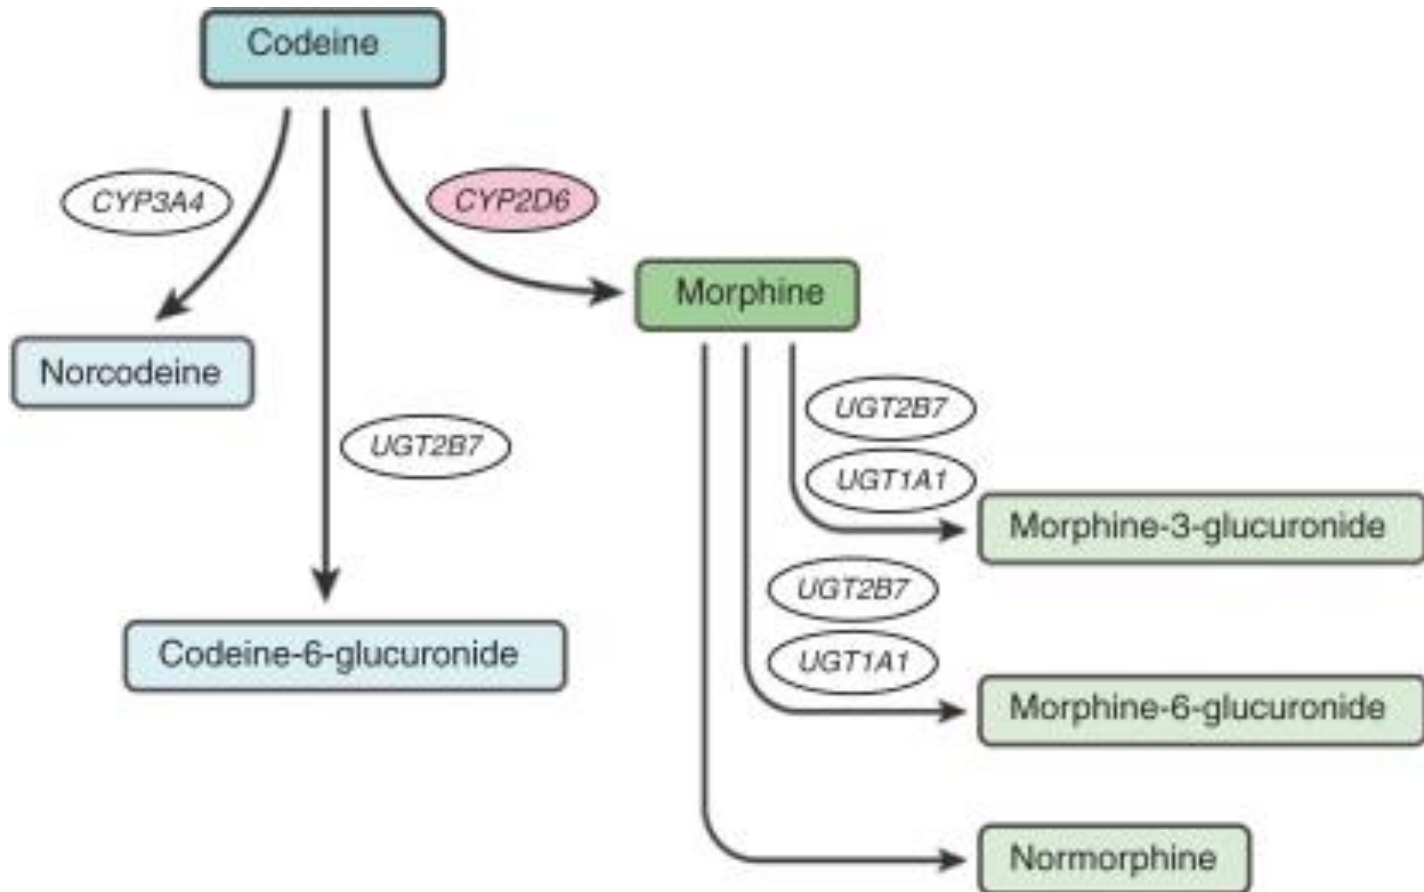 Codeine
CYP3A4
CYP2D6
Morphine
Norcodeine
UGT2B7
UGT2B7
UGT1A1
Morphine-3-glucuronide
UGT2B7
UGT1A1
Codeine-6-glucuronide
Morphine-6-glucuronide
Normorphine